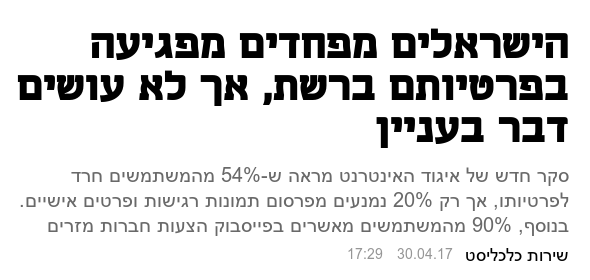 הישראלים מפחדים מפגיעה
בפרטיותם ברשת, אך לא עושים
דבר בעניין
סקר חדש של איגוד האינטרנט מראה ש-54% מהמשתמשים חרד
לפרטיותו, אך רק 20% נמנעים מפרסום תמונות רגישות ופרטים אישיים.
בנוסף, 90% מהמשתמשים מאשרים בפייסבוק הצעות חברות מזרים
שירות כלכליסט 30.04.17 17:29